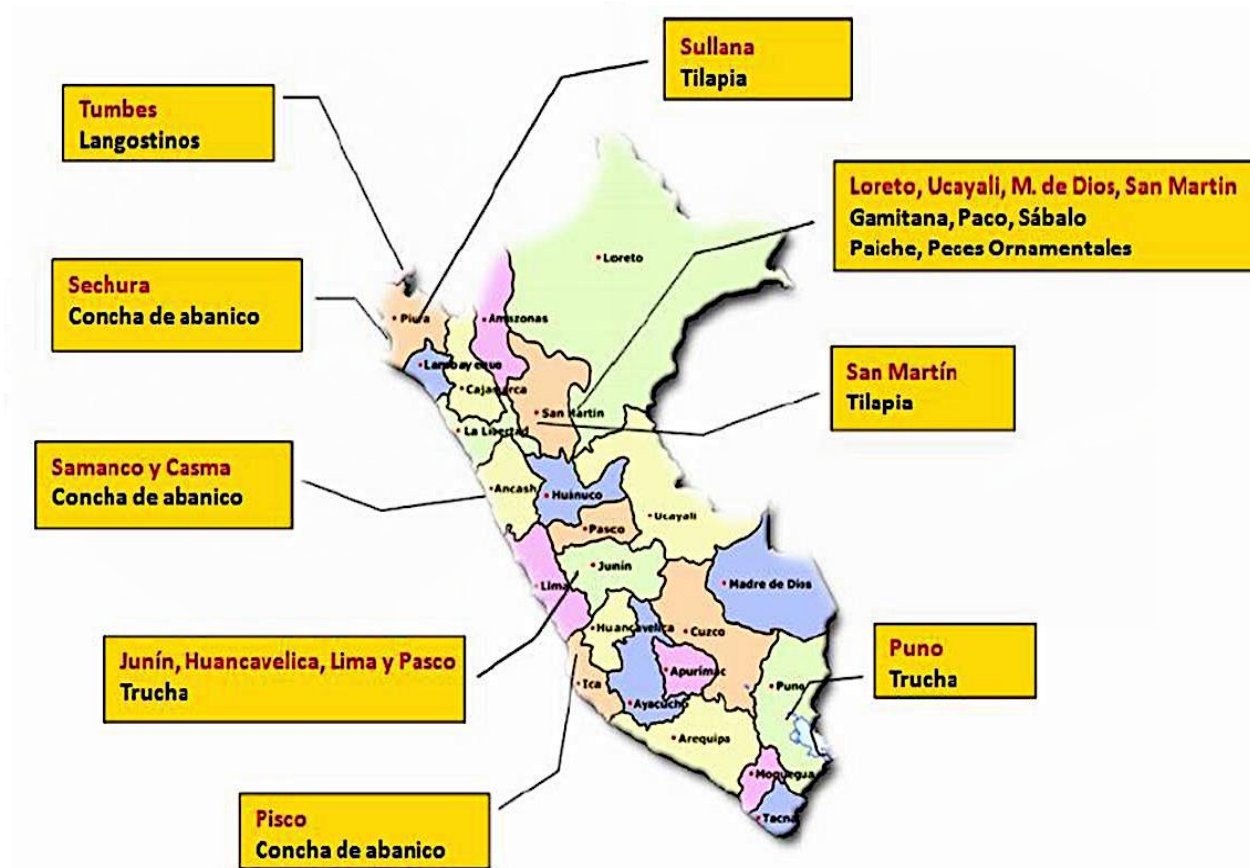 Sullana
Tilapia
Tumbes
Langostinos
Loreto, Ucayali, M. de Dios, San Martin
Gamitana, Paco, Sábalo
Paiche, Peces Ornamentales
Sechura
Concha de abanico
San Martín
Tilapia
Samanco y Casma
Concha de abanico
Junín, Huancavelica, Lima y Pasco
Trucha
Puno
Trucha
Pisco
Concha de abanico
Loreto
Piura
Amazonas
Lambayeque
Cajamarca
San Martín
La Libertad
Ancash
Huánuco
Ucayali
Pasco
Junín
Lima
Madre de Dios
Huancavelica
Cuzco
Apurímac
Ica
Puno
Ayacucho
Arequipa
Moquegua
Tacna